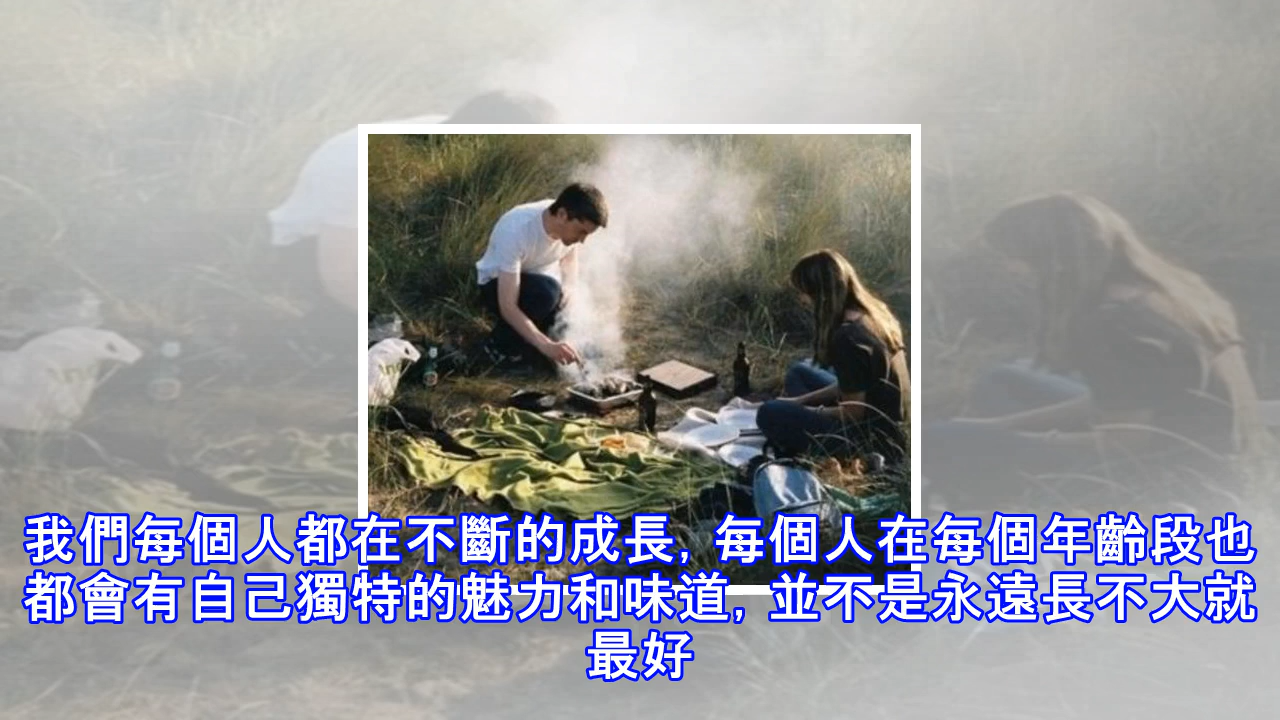 我們每個人都在不斷的成長, 每個人在每個年齡段也
都會有自己獨特的魅力和味道, 並不是永遠長不大就
最好